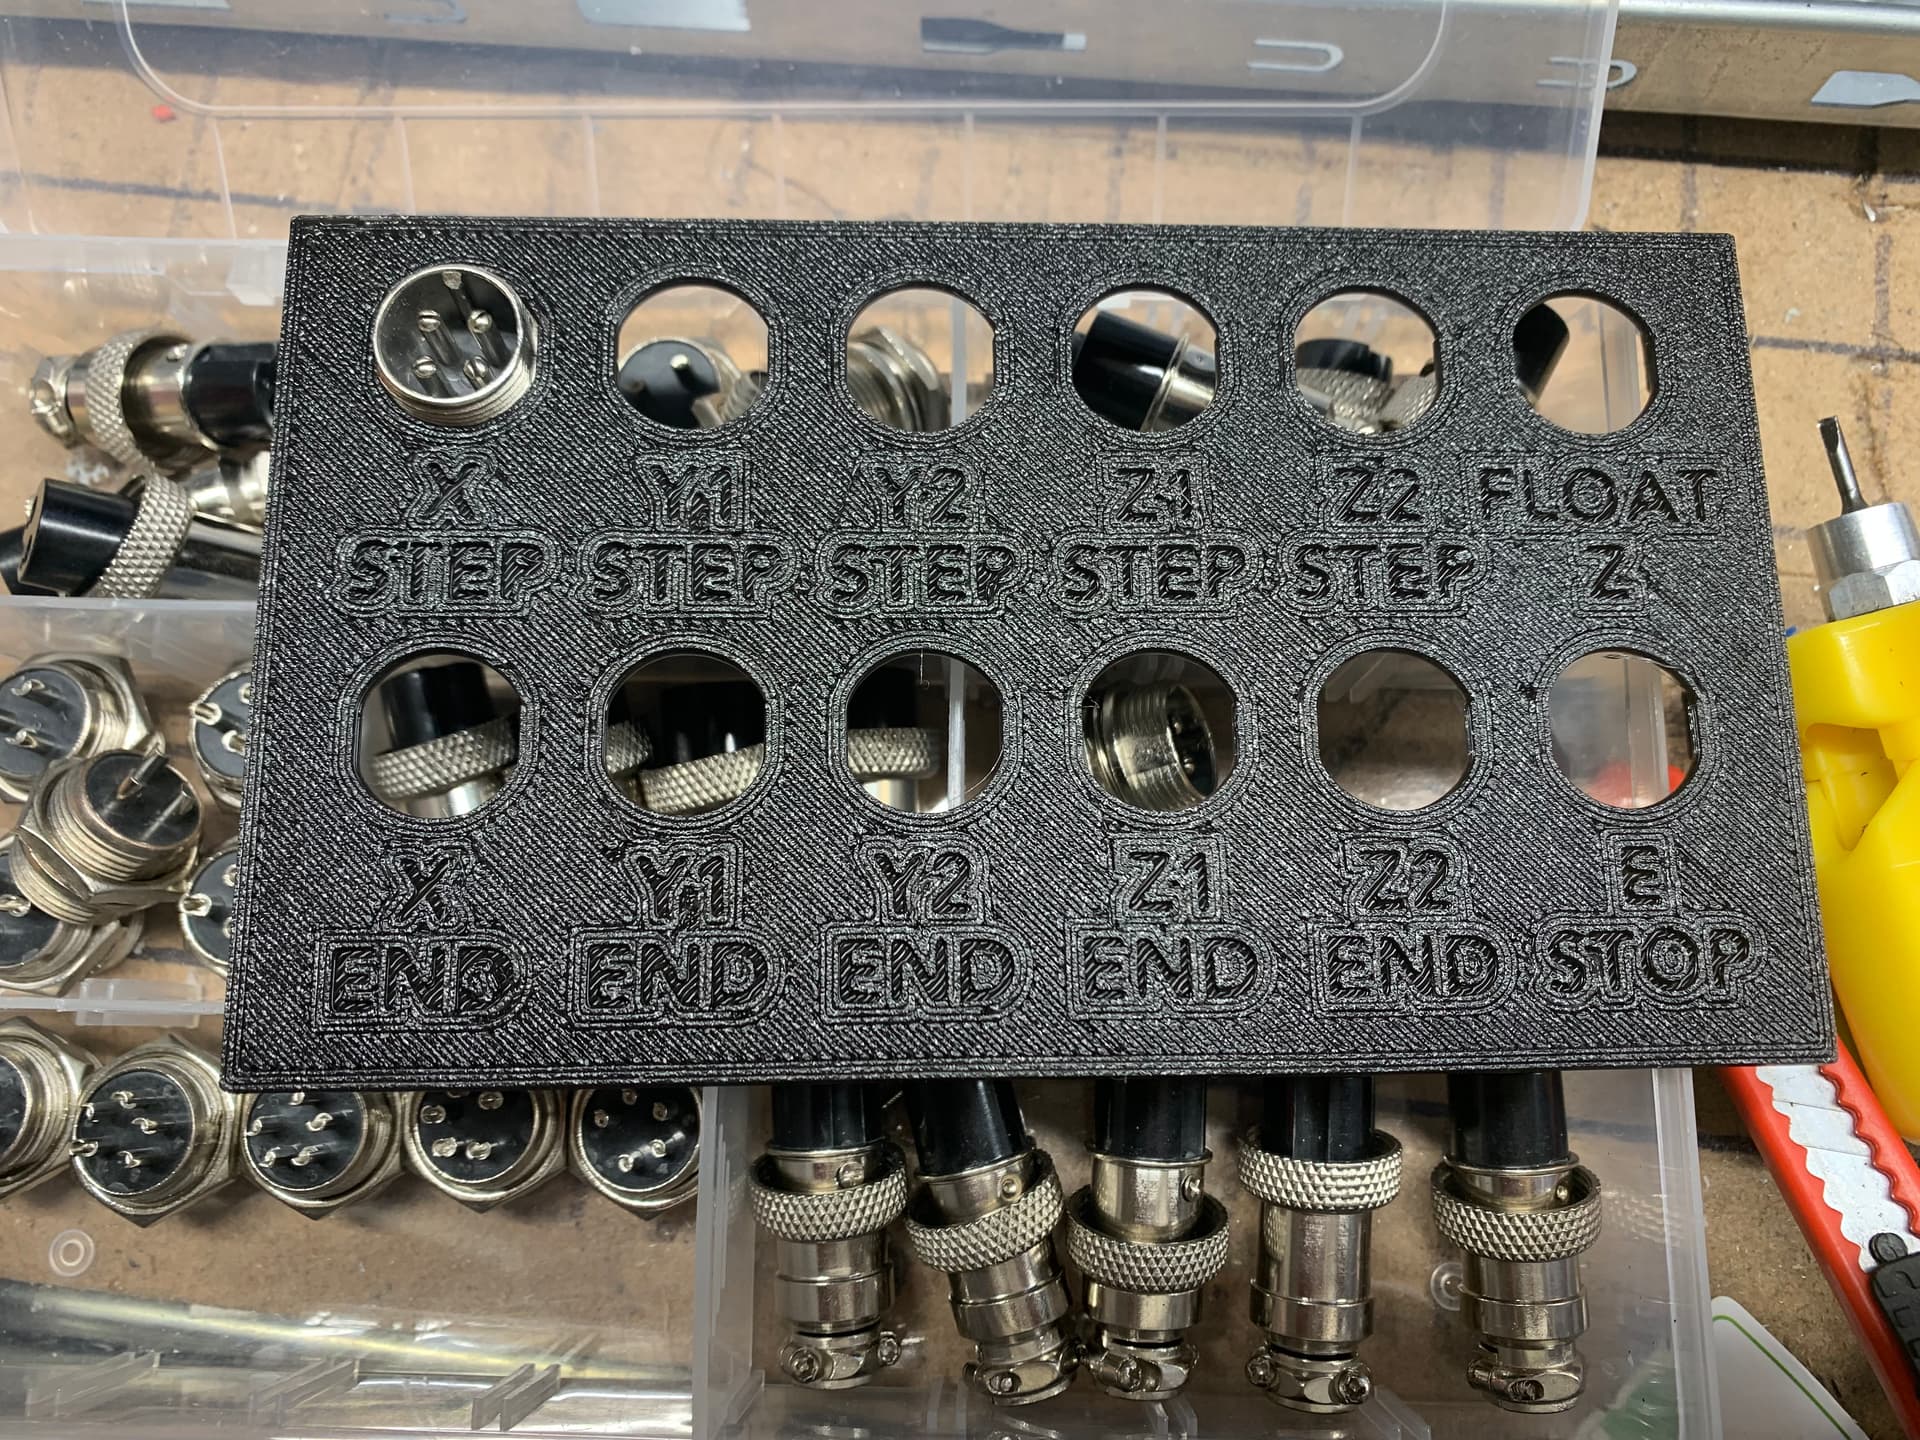 X Y1 Y2 Z1 Z2 FLOAT
STEP STEP STEP STEP STEP Z
X Y1 Y2 Z1 Z2 E
END END END END END STOP